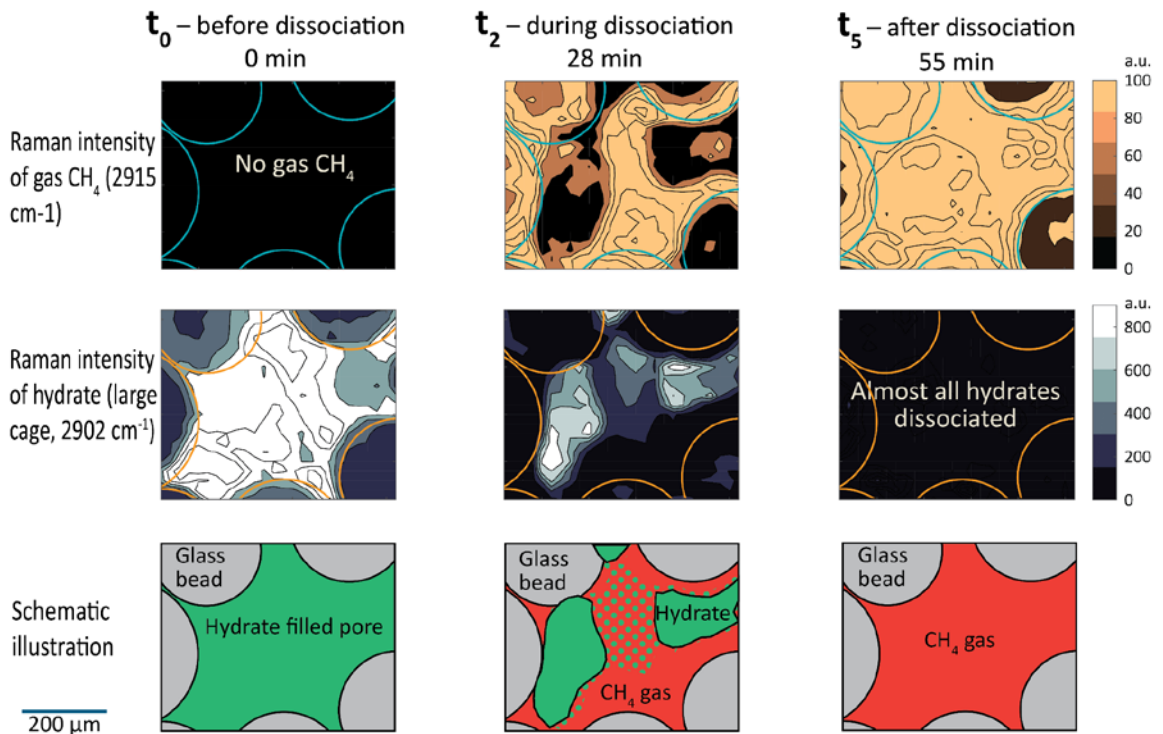 t₀ – before dissociation
0 min
t₂ – during dissociation
28 min
t₅ – after dissociation
55 min
Raman intensity
of gas CH₄ (2915
cm-1)
No gas CH₄
a.u.
100
80
60
40
20
0
Raman intensity
of hydrate (large
cage, 2902 cm⁻¹)
Almost all hydrates
dissociated
a.u.
800
600
400
200
0
Schematic
illustration
200 µm
Glass
bead
Hydrate filled pore
Glass
bead
Hydrate
CH₄ gas
Glass
bead
CH₄ gas